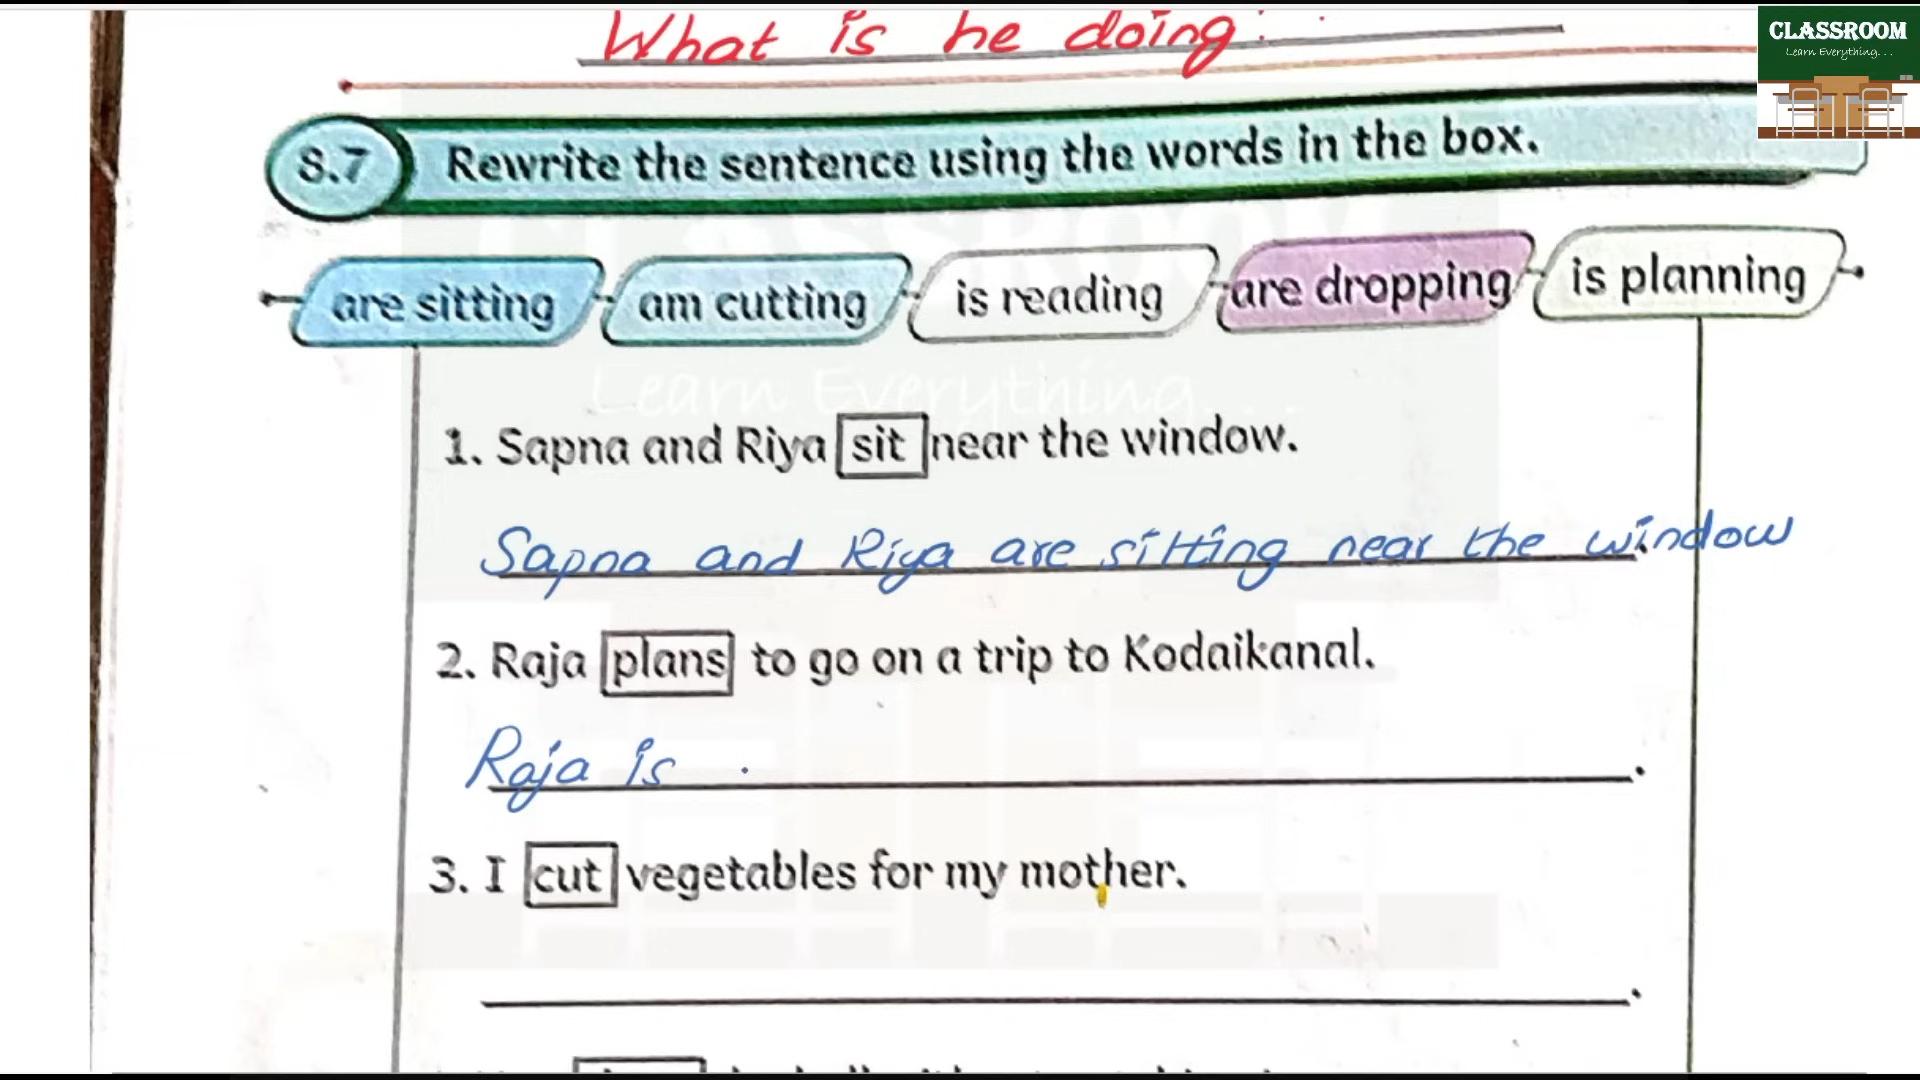 What is he doing
CLASSROOM
Learn Everything...
8.7 Rewrite the sentence using the words in the box.
are sitting am cutting is reading are dropping is planning
1. Sapna and Riya sit near the window.
Sapna and Riya are sitting near the window
2. Raja plans to go on a trip to Kodaikanal.
Raja is
3. I cut vegetables for my mother.